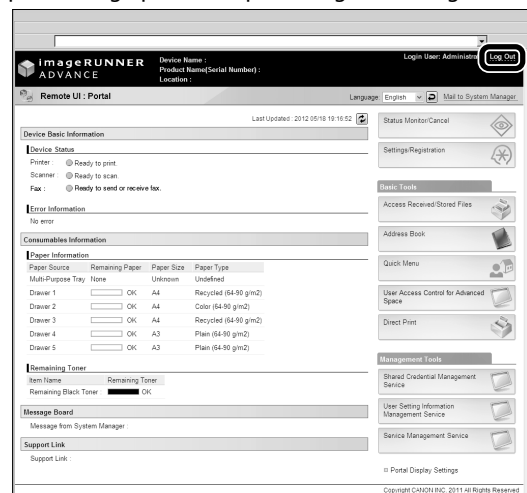 imageRUNNER
ADVANCE
Device Name :
Product Name(Serial Number) :
Location :
Login User: Administra
Log Out
Remote UI : Portal
Language: English
Mail to System Manager
Last Updated : 2012 05/18 19:16:52
Device Basic Information
Device Status
Printer : Ready to print.
Scanner : Ready to scan.
Fax : Ready to send or receive fax.
Error Information
No error
Consumables Information
Paper Information
Paper Source Remaining Paper Paper Size Paper Type
Multi-Purpose Tray None Unknown Undefined
Drawer 1 OK A4 Recycled (64-90 g/m2)
Drawer 2 OK A4 Color (64-90 g/m2)
Drawer 3 OK A4 Recycled (64-90 g/m2)
Drawer 4 OK A3 Plain (64-90 g/m2)
Drawer 5 OK A3 Plain (64-90 g/m2)
Remaining Toner
Item Name Remaining Toner
Remaining Black Toner : OK
Message Board
Message from System Manager :
Support Link
Support Link :
Status Monitor/Cancel
Settings/Registration
Basic Tools
Access Received/Stored Files
Address Book
Quick Menu
User Access Control for Advanced
Space
Direct Print
Management Tools
Shared Credential Management
Service
User Setting Information
Management Service
Service Management Service
Portal Display Settings
Copyright CANON INC. 2011 All Rights Reserved